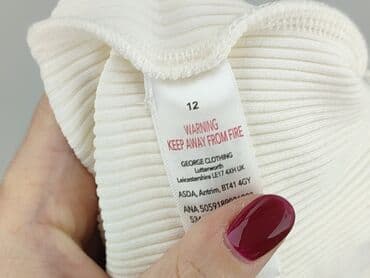 12
WARNING
KEEP AWAY FROM FIRE
GEORGE CLOTHING
Lutterworth
Leicestershire LE17 4XH UK
ASDA, Antrim, BT41 4GY